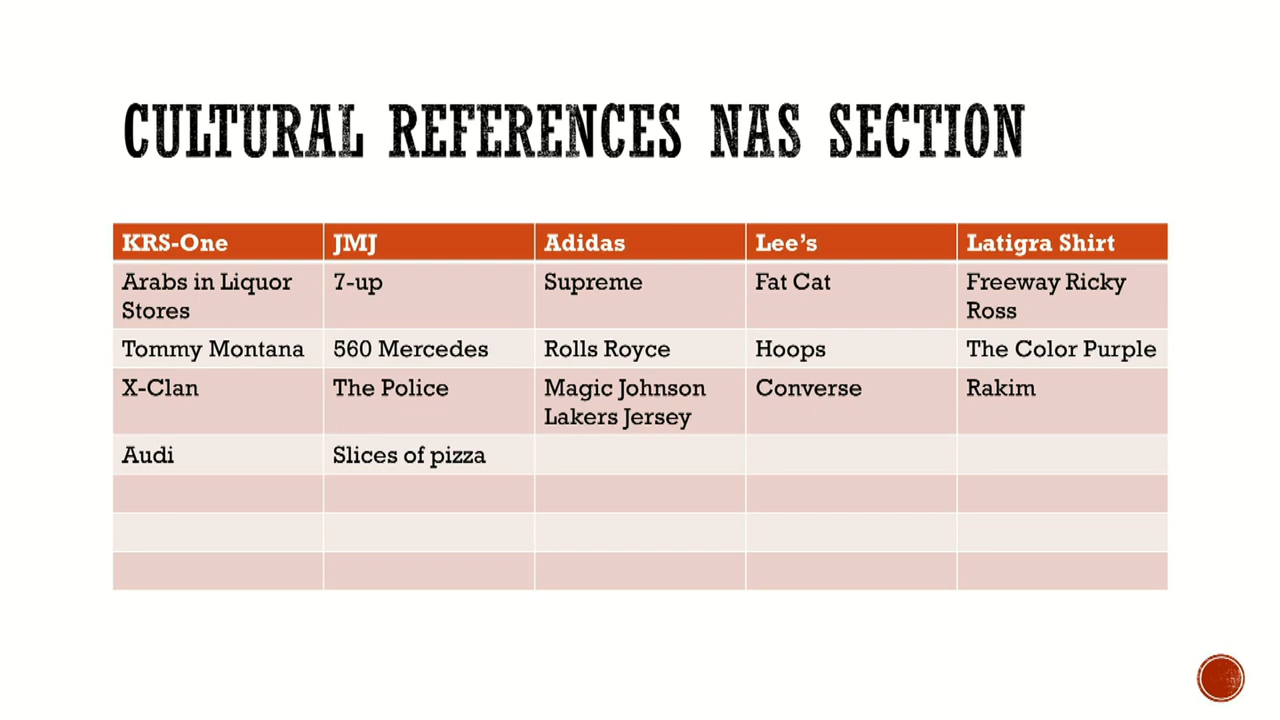 CULTURAL REFERENCES NAS SECTION
KRS-One JMJ Adidas Lee's Latigra Shirt
Arabs in Liquor Stores 7-up Supreme Fat Cat Freeway Ricky Ross
Tommy Montana 560 Mercedes Rolls Royce Hoops The Color Purple
X-Clan The Police Magic Johnson Lakers Jersey Converse Rakim
Audi Slices of pizza